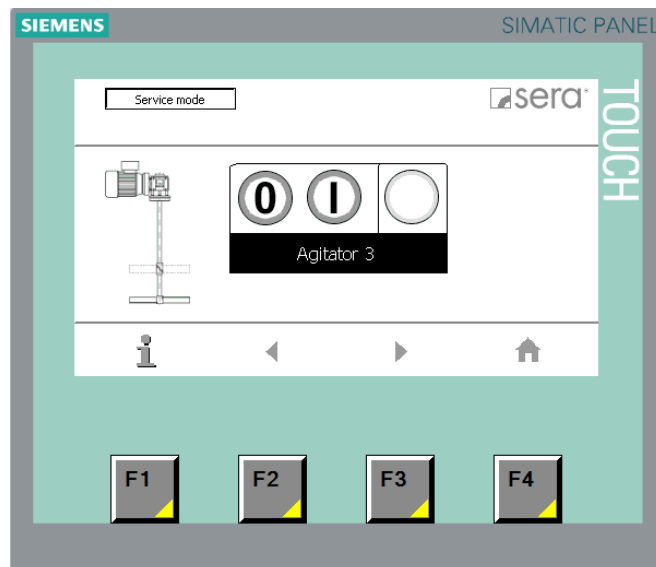 SIEMENS
SIMATIC PANEL
Service mode
sera
TOUCH
0 I
Agitator 3
i
F1 F2 F3 F4